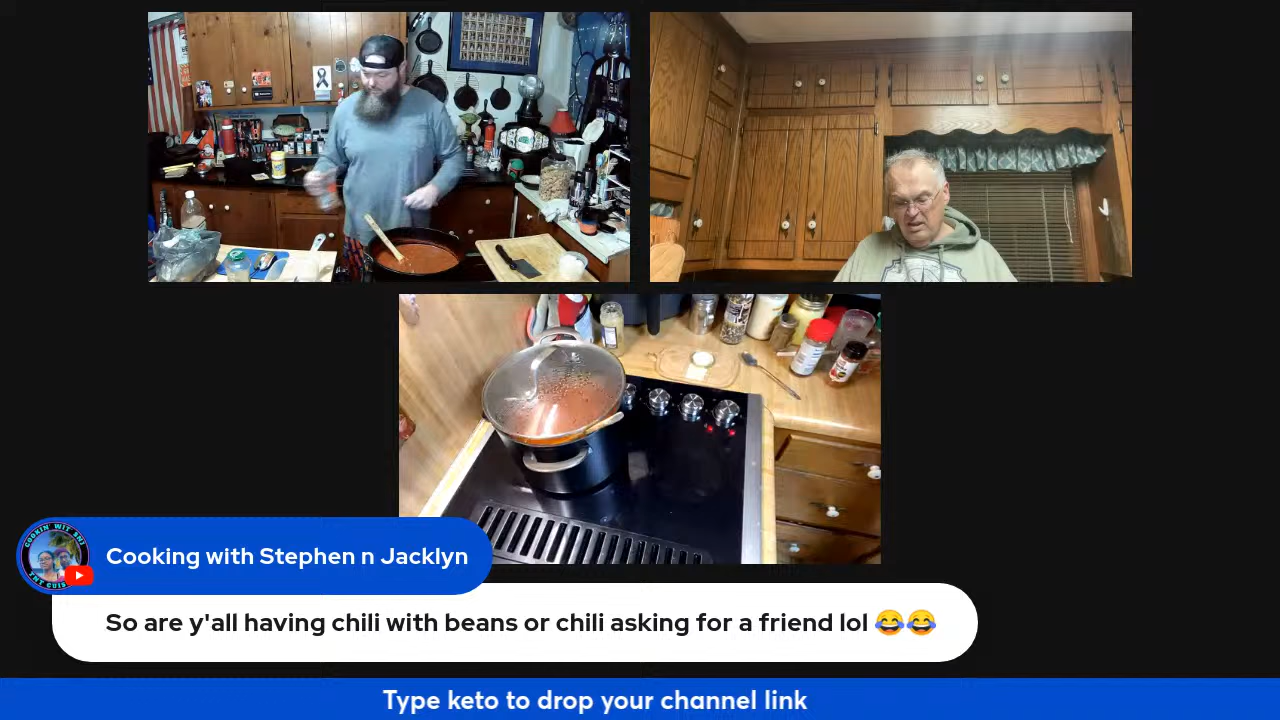 Cooking with Stephen n Jacklyn
So are y'all having chili with beans or chili asking for a friend lol 😂😂
Type keto to drop your channel link